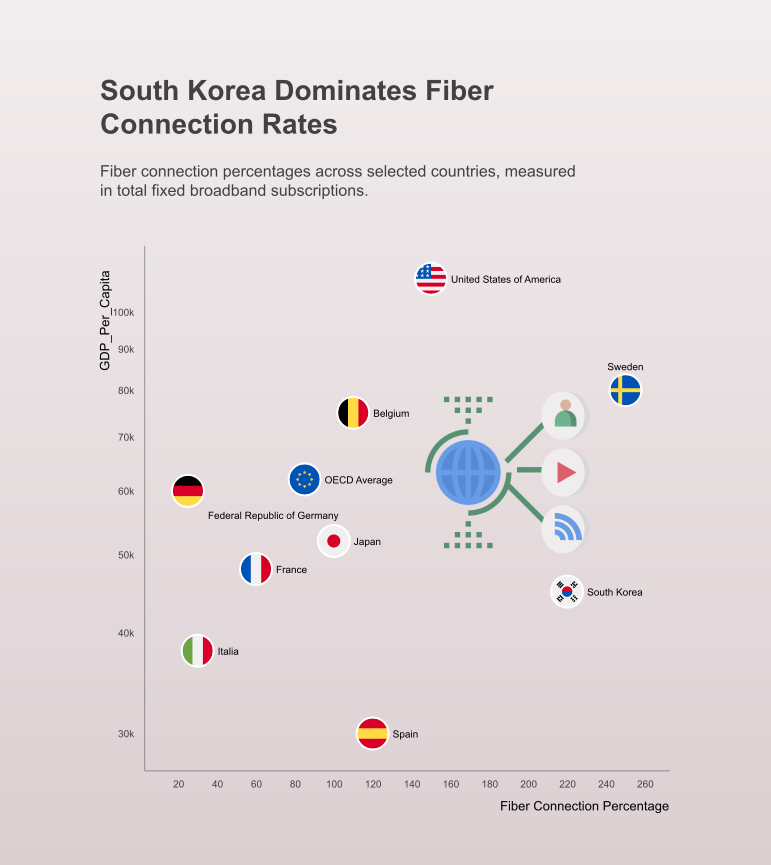 South Korea Dominates Fiber
Connection Rates
Fiber connection percentages across selected countries, measured
in total fixed broadband subscriptions.
GDP_Per_Capita
100k
90k
80k
70k
60k
50k
40k
30k
United States of America
Sweden
Belgium
OECD Average
Federal Republic of Germany
Japan
France
South Korea
Italia
Spain
20 40 60 80 100 120 140 160 180 200 220 240 260
Fiber Connection Percentage